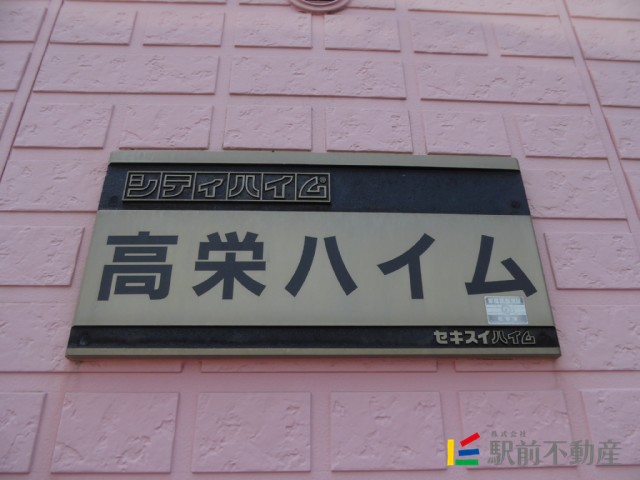 シティハイム
高栄ハイム
セキスイハイム
株式会社
駅前不動産